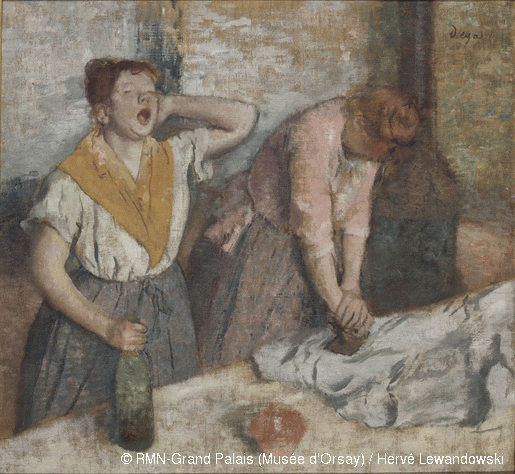 Degas
© RMN-Grand Palais (Musée d'Orsay) / Hervé Lewandowski